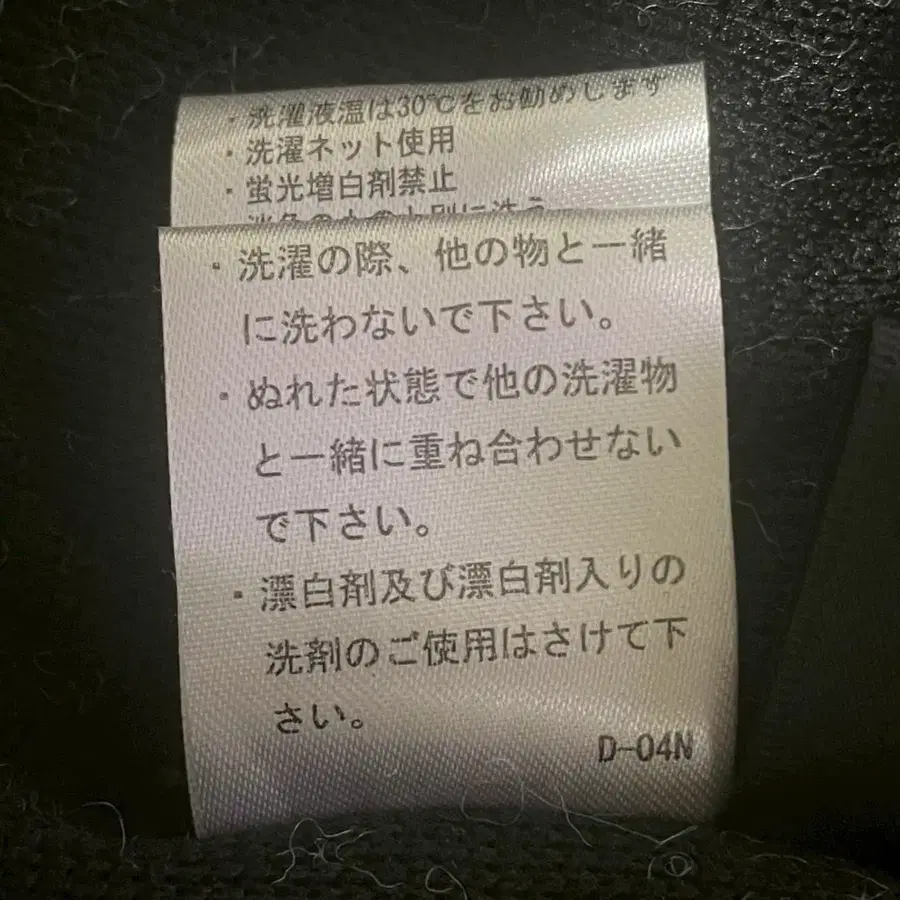 ・洗濯液温は30℃をお勧めします
・洗濯ネット使用
・蛍光増白剤禁止
・洗濯の際、他の物と一緒
に洗わないで下さい。
・ぬれた状態で他の洗濯物
と一緒に重ね合わせない
で下さい。
・漂白剤及び漂白剤入りの
洗剤のご使用はさけて下
さい。
D-04N